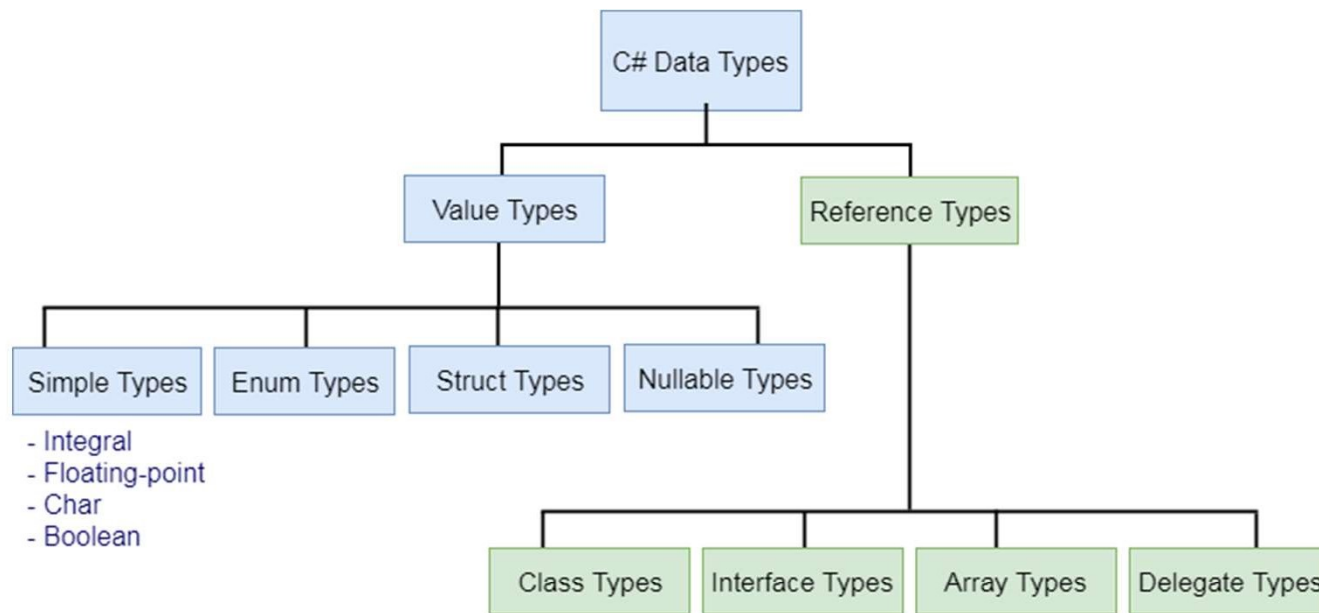 C# Data Types
Value Types
Reference Types
Simple Types
Enum Types
Struct Types
Nullable Types
- Integral
- Floating-point
- Char
- Boolean
Class Types
Interface Types
Array Types
Delegate Types